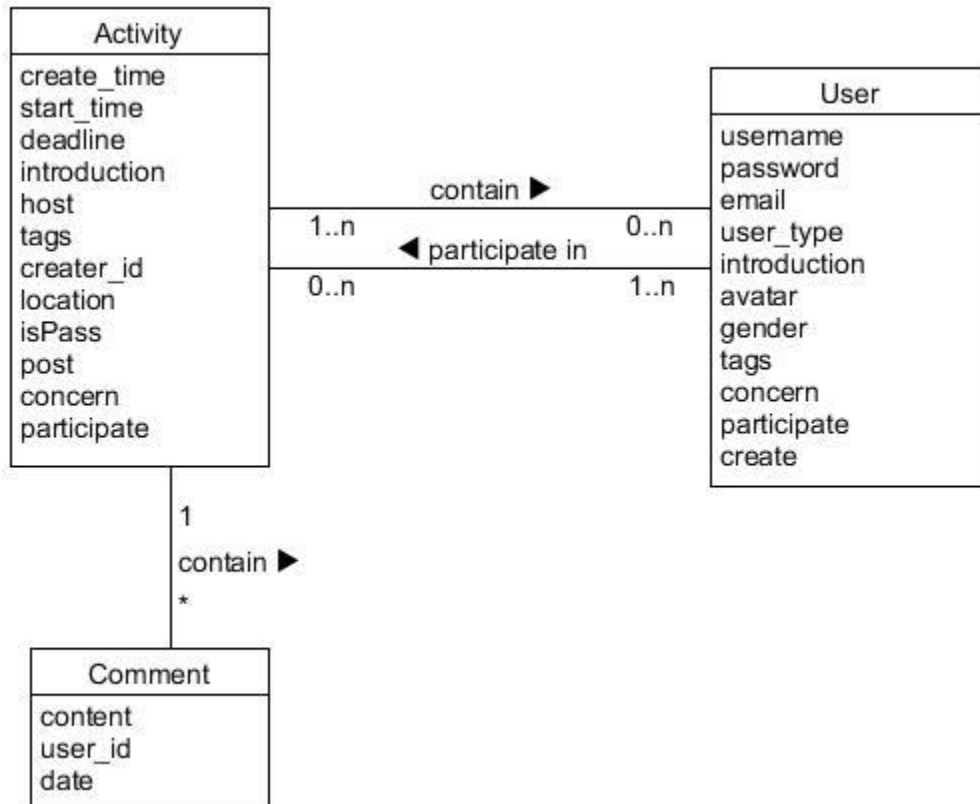 Activity
create_time
start_time
deadline
introduction
host
tags
creater_id
location
isPass
post
concern
participate
contain ▶
1..n
0..n
◀ participate in
0..n
1..n
User
username
password
email
user_type
introduction
avatar
gender
tags
concern
participate
create
1
contain ▶
*
Comment
content
user_id
date